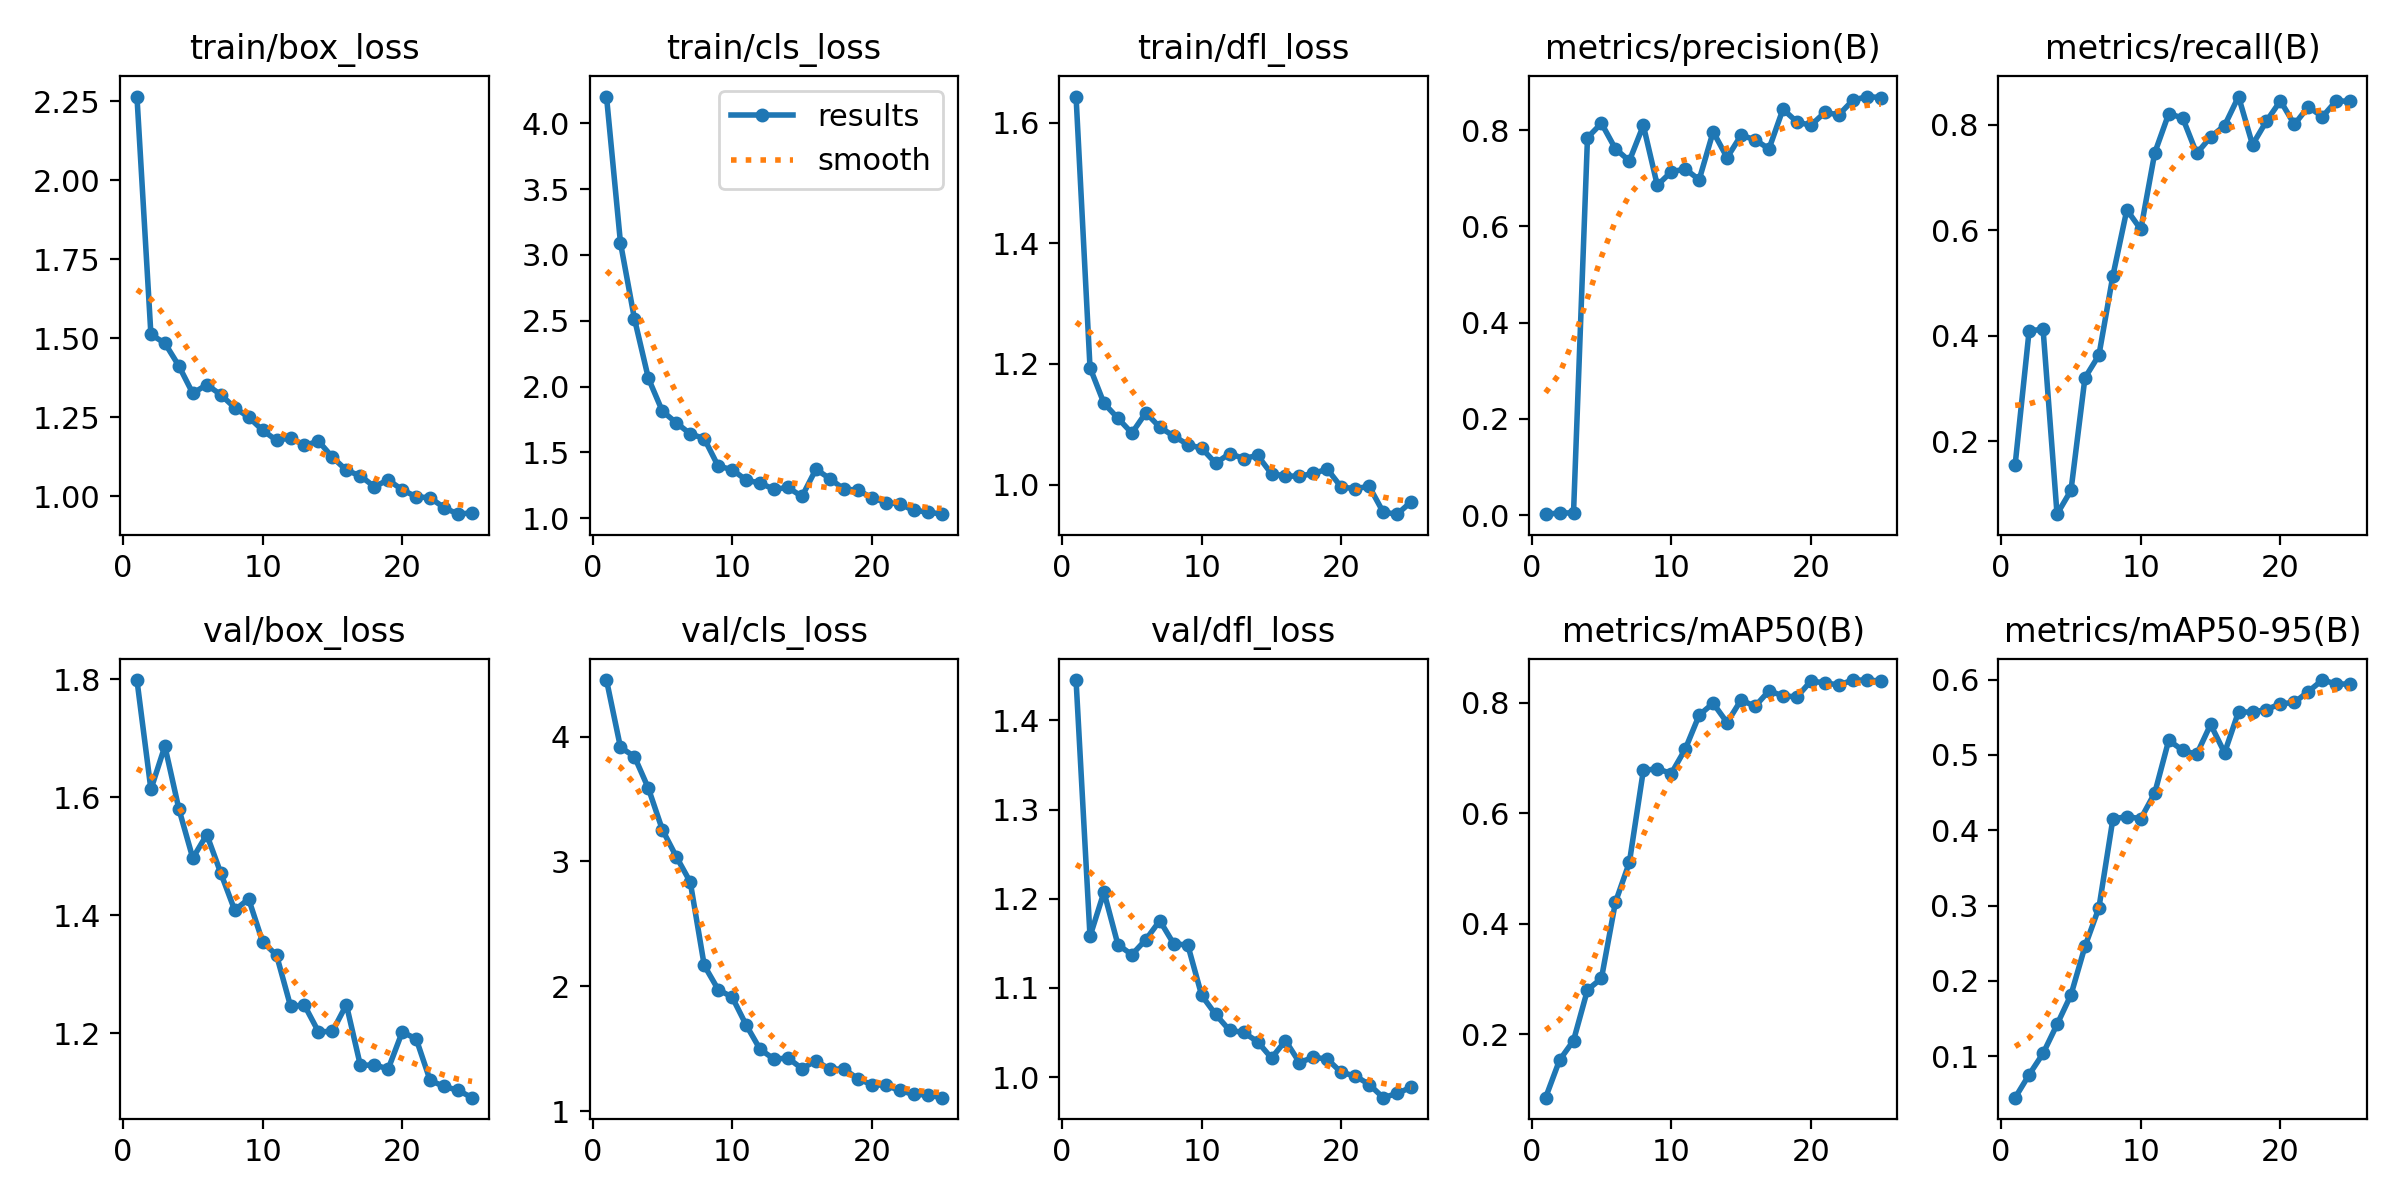 train/box_loss
2.25
2.00
1.75
1.50
1.25
1.00
0 10 20
train/cls_loss
results
smooth
4.0
3.5
3.0
2.5
2.0
1.5
1.0
0 10 20
train/dfl_loss
1.6
1.4
1.2
1.0
0 10 20
metrics/precision(B)
0.8
0.6
0.4
0.2
0.0
0 10 20
metrics/recall(B)
0.8
0.6
0.4
0.2
0 10 20
val/box_loss
1.8
1.6
1.4
1.2
0 10 20
val/cls_loss
4
3
2
1
0 10 20
val/dfl_loss
1.4
1.3
1.2
1.1
1.0
0 10 20
metrics/mAP50(B)
0.8
0.6
0.4
0.2
0 10 20
metrics/mAP50-95(B)
0.6
0.5
0.4
0.3
0.2
0.1
0 10 20